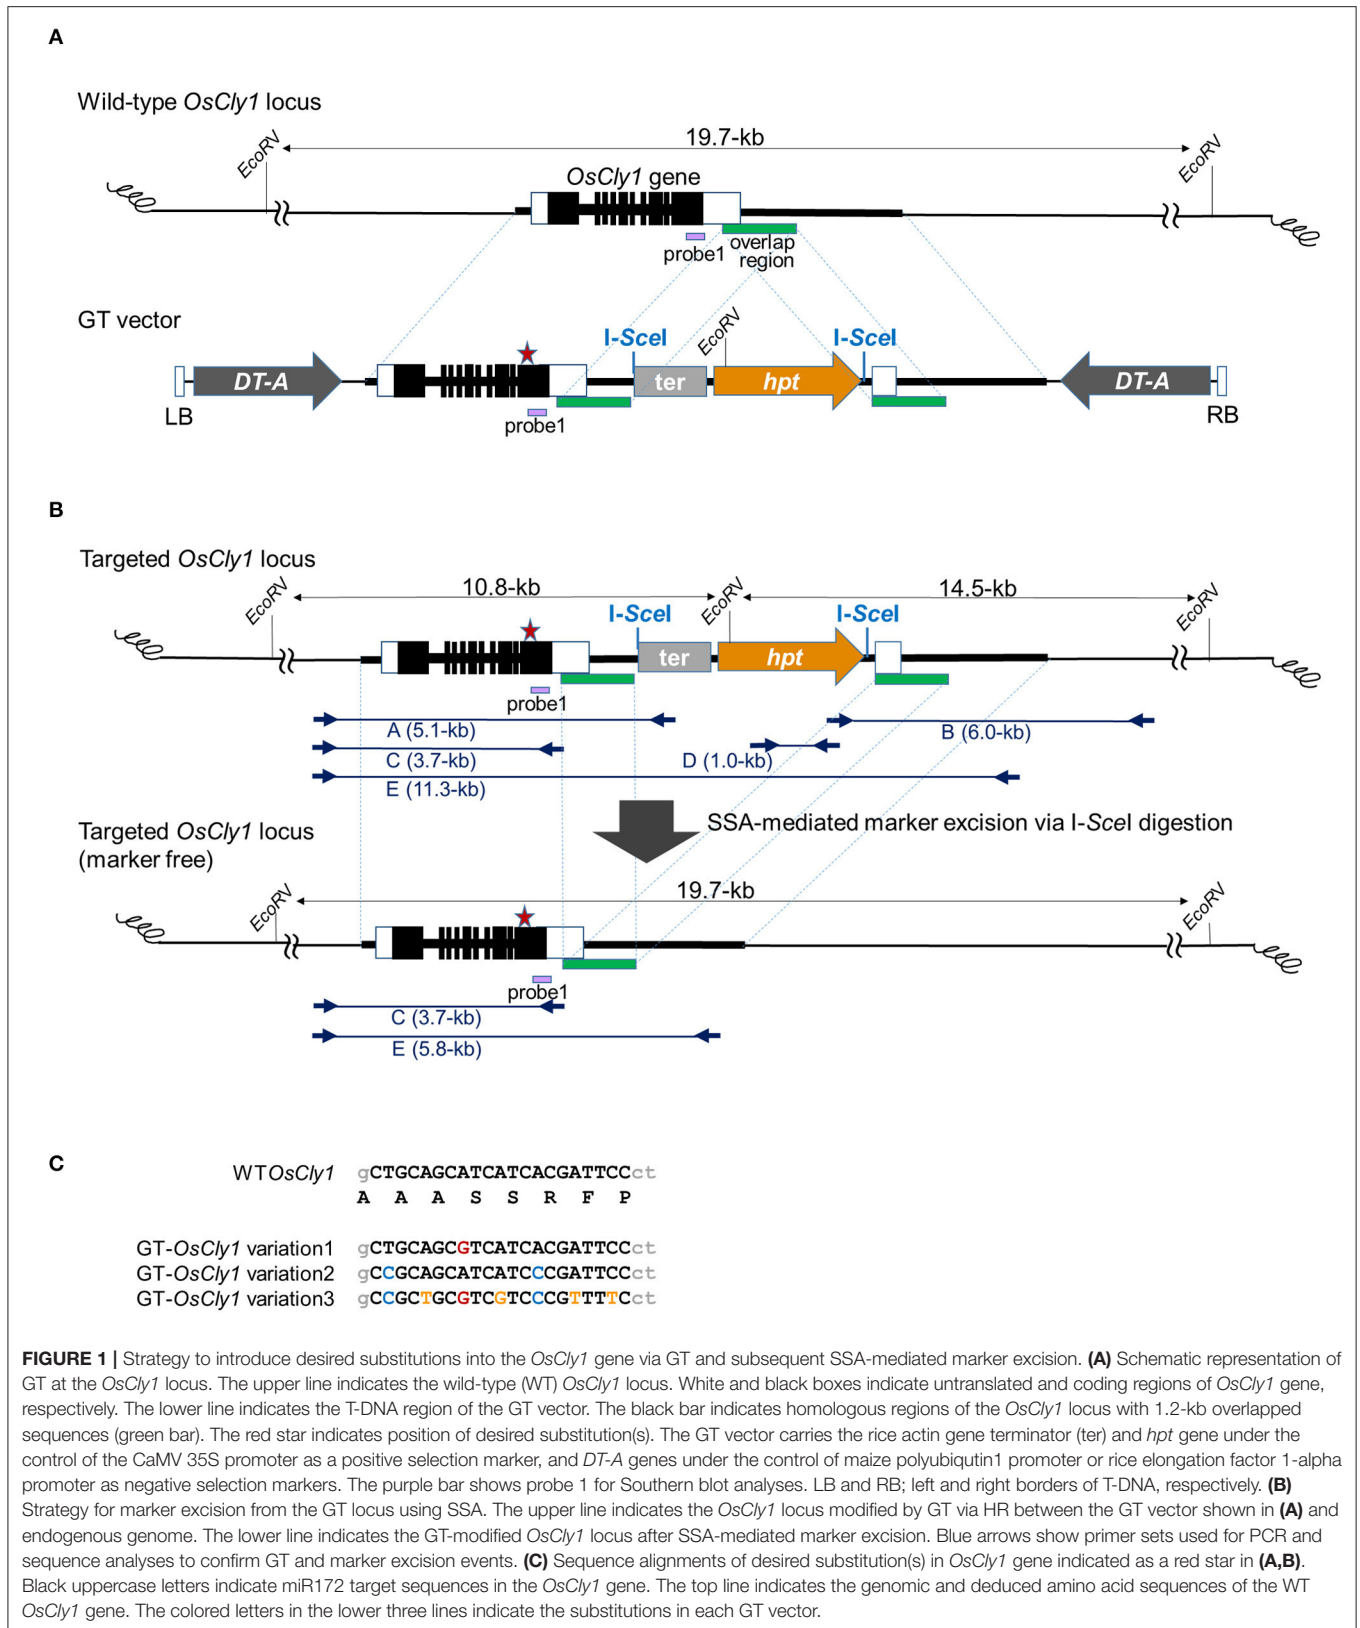 A
Wild-type OsCly1 locus
19.7-kb
EcoRV
EcoRV
OsCly1 gene
probe1
overlap
region
GT vector
I-SceI
EcoRV
I-SceI
DT-A
ter
hpt
DT-A
LB
probe1
RB
B
Targeted OsCly1 locus
10.8-kb
14.5-kb
EcoRV
EcoRV
EcoRV
I-SceI
I-SceI
ter
hpt
probe1
A (5.1-kb)
B (6.0-kb)
C (3.7-kb)
D (1.0-kb)
E (11.3-kb)
SSA-mediated marker excision via I-SceI digestion
Targeted OsCly1 locus
(marker free)
19.7-kb
EcoRV
EcoRV
probe1
C (3.7-kb)
E (5.8-kb)
C
WT OsCly1 gCTGCAGCATCATCACGATTCCct
A A A S S R F P
GT-OsCly1 variation1 gCTGCAGCGTCATCACGATTCCct
GT-OsCly1 variation2 gCCGCAGCATCATCCCGATTCCct
GT-OsCly1 variation3 gCCGCTGCGTCGTCCCGTTTTCct
FIGURE 1 | Strategy to introduce desired substitutions into the OsCly1 gene via GT and subsequent SSA-mediated marker excision. (A) Schematic representation of
GT at the OsCly1 locus. The upper line indicates the wild-type (WT) OsCly1 locus. White and black boxes indicate untranslated and coding regions of OsCly1 gene,
respectively. The lower line indicates the T-DNA region of the GT vector. The black bar indicates homologous regions of the OsCly1 locus with 1.2-kb overlapped
sequences (green bar). The red star indicates position of desired substitution(s). The GT vector carries the rice actin gene terminator (ter) and hpt gene under the
control of the CaMV 35S promoter as a positive selection marker, and DT-A genes under the control of maize polyubiqutin1 promoter or rice elongation factor 1-alpha
promoter as negative selection markers. The purple bar shows probe 1 for Southern blot analyses. LB and RB; left and right borders of T-DNA, respectively. (B)
Strategy for marker excision from the GT locus using SSA. The upper line indicates the OsCly1 locus modified by GT via HR between the GT vector shown in (A) and
endogenous genome. The lower line indicates the GT-modified OsCly1 locus after SSA-mediated marker excision. Blue arrows show primer sets used for PCR and
sequence analyses to confirm GT and marker excision events. (C) Sequence alignments of desired substitution(s) in OsCly1 gene indicated as a red star in (A,B).
Black uppercase letters indicate miR172 target sequences in the OsCly1 gene. The top line indicates the genomic and deduced amino acid sequences of the WT
OsCly1 gene. The colored letters in the lower three lines indicate the substitutions in each GT vector.